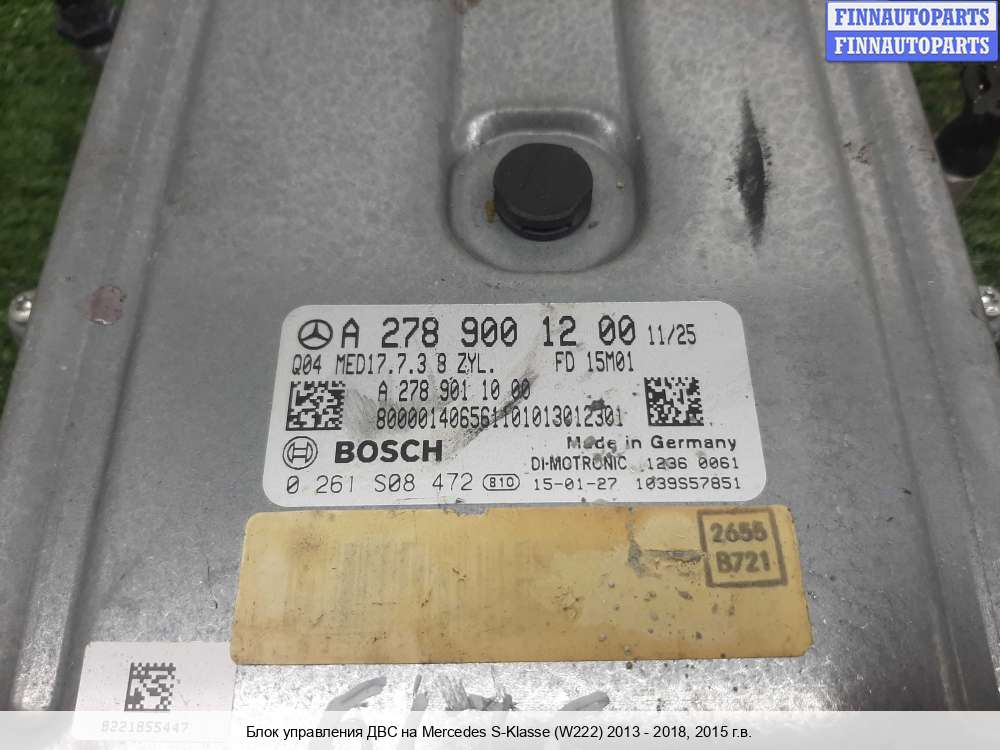 FINNAUTOPARTS
FINNAUTOPARTS
A 278 900 12 00 11/25
Q04 MED17.7.3 8 ZYL. FD 15M01
A 278 901 10 00
800001406561101013012301
BOSCH Made in Germany
DI-MOTRONIC 1236 0061
0 261 S08 472 810 15-01-27 1039S57851
2655
B721
8221855447
Блок управления ДВС на Mercedes S-Klasse (W222) 2013 - 2018, 2015 г.в.